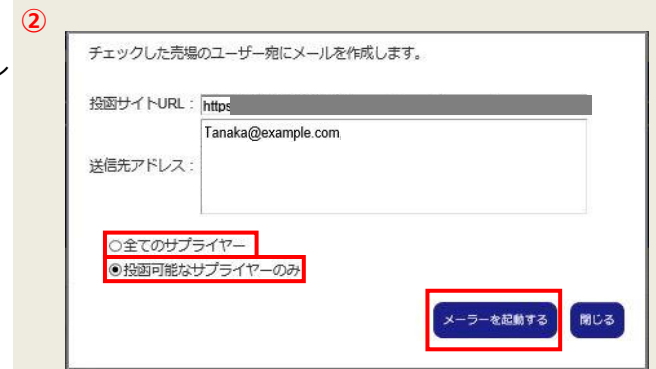 ②
チェックした売場のユーザー宛にメールを作成します。
投函サイトURL： https
送信先アドレス： Tanaka@example.com
○全てのサプライヤー
◉投函可能なサプライヤーのみ
メーラーを起動する 閉じる